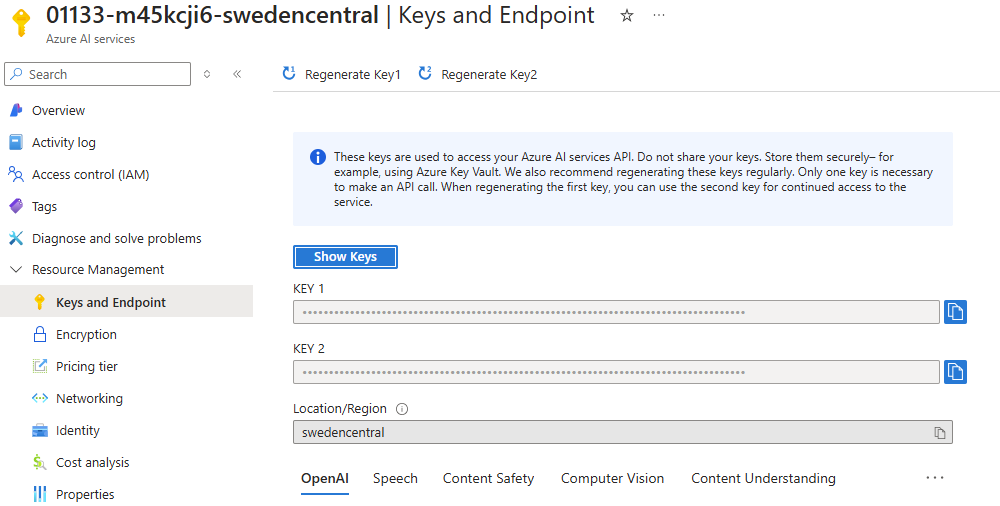 01133-m45kcji6-swedencentral | Keys and Endpoint
Azure AI services
Search
Regenerate Key1
Regenerate Key2
Overview
Activity log
Access control (IAM)
Tags
Diagnose and solve problems
Resource Management
Keys and Endpoint
Encryption
Pricing tier
Networking
Identity
Cost analysis
Properties
These keys are used to access your Azure AI services API. Do not share your keys. Store them securely– for
example, using Azure Key Vault. We also recommend regenerating these keys regularly. Only one key is necessary
to make an API call. When regenerating the first key, you can use the second key for continued access to the
service.
Show Keys
KEY 1
KEY 2
Location/Region
swedencentral
OpenAI
Speech
Content Safety
Computer Vision
Content Understanding